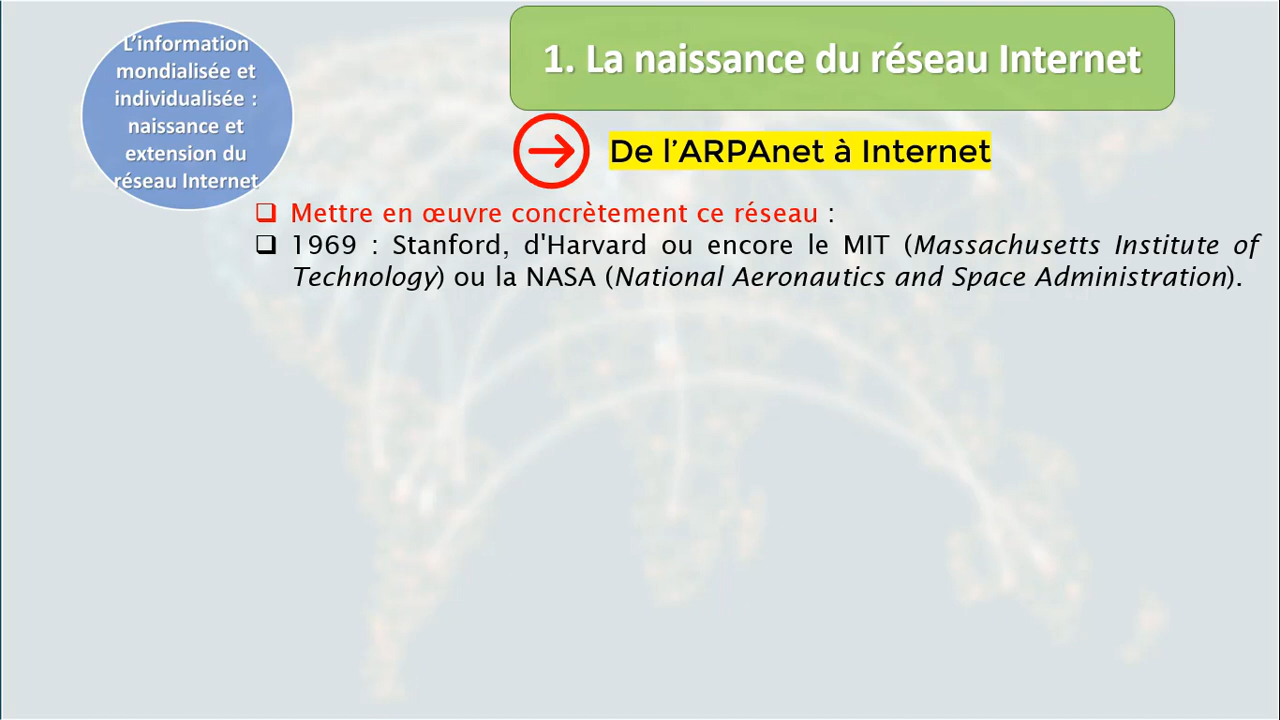 L’information
mondialisée et
individualisée :
naissance et
extension du
réseau Internet
1. La naissance du réseau Internet
De l’ARPAnet à Internet
Mettre en œuvre concrètement ce réseau :
1969 : Stanford, d'Harvard ou encore le MIT (Massachusetts Institute of
Technology) ou la NASA (National Aeronautics and Space Administration).